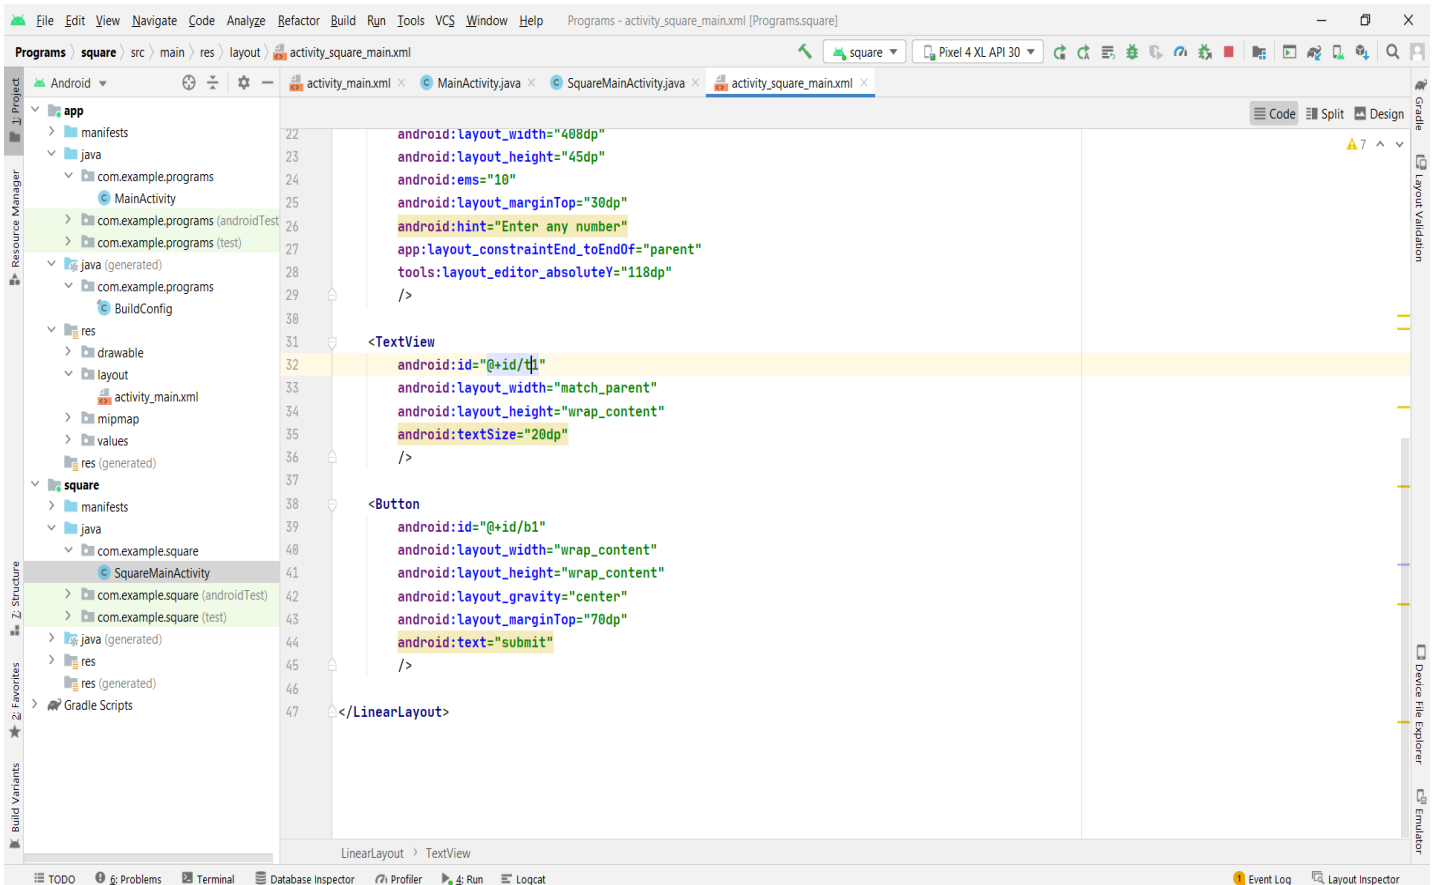 File Edit View Navigate Code Analyze Refactor Build Run Tools VCS Window Help Programs - activity_square_main.xml [Programs.square]
Programs square src main res layout activity_square_main.xml square Pixel 4 XL API 30
Android activity_main.xml MainActivity.java SquareMainActivity.java activity_square_main.xml
Code Split Design
7
1: Project
Resource Manager
Z: Structure
2: Favorites
Build Variants
app
manifests
java
com.example.programs
MainActivity
com.example.programs (androidTest
com.example.programs (test)
java (generated)
com.example.programs
BuildConfig
res
drawable
layout
activity_main.xml
mipmap
values
res (generated)
square
manifests
java
com.example.square
SquareMainActivity
com.example.square (androidTest)
com.example.square (test)
java (generated)
res
res (generated)
Gradle Scripts
22 android:layout_width="408dp"
23 android:layout_height="45dp"
24 android:ems="10"
25 android:layout_marginTop="30dp"
26 android:hint="Enter any number"
27 app:layout_constraintEnd_toEndOf="parent"
28 tools:layout_editor_absoluteY="118dp"
29 />
30
31 <TextView
32 android:id="@+id/t1"
33 android:layout_width="match_parent"
34 android:layout_height="wrap_content"
35 android:textSize="20dp"
36 />
37
38 <Button
39 android:id="@+id/b1"
40 android:layout_width="wrap_content"
41 android:layout_height="wrap_content"
42 android:layout_gravity="center"
43 android:layout_marginTop="70dp"
44 android:text="submit"
45 />
46
47 </LinearLayout>
Gradle
Layout Validation
Device File Explorer
Emulator
LinearLayout TextView
TODO 6: Problems Terminal Database Inspector Profiler 4: Run Logcat 1 Event Log Layout Inspector